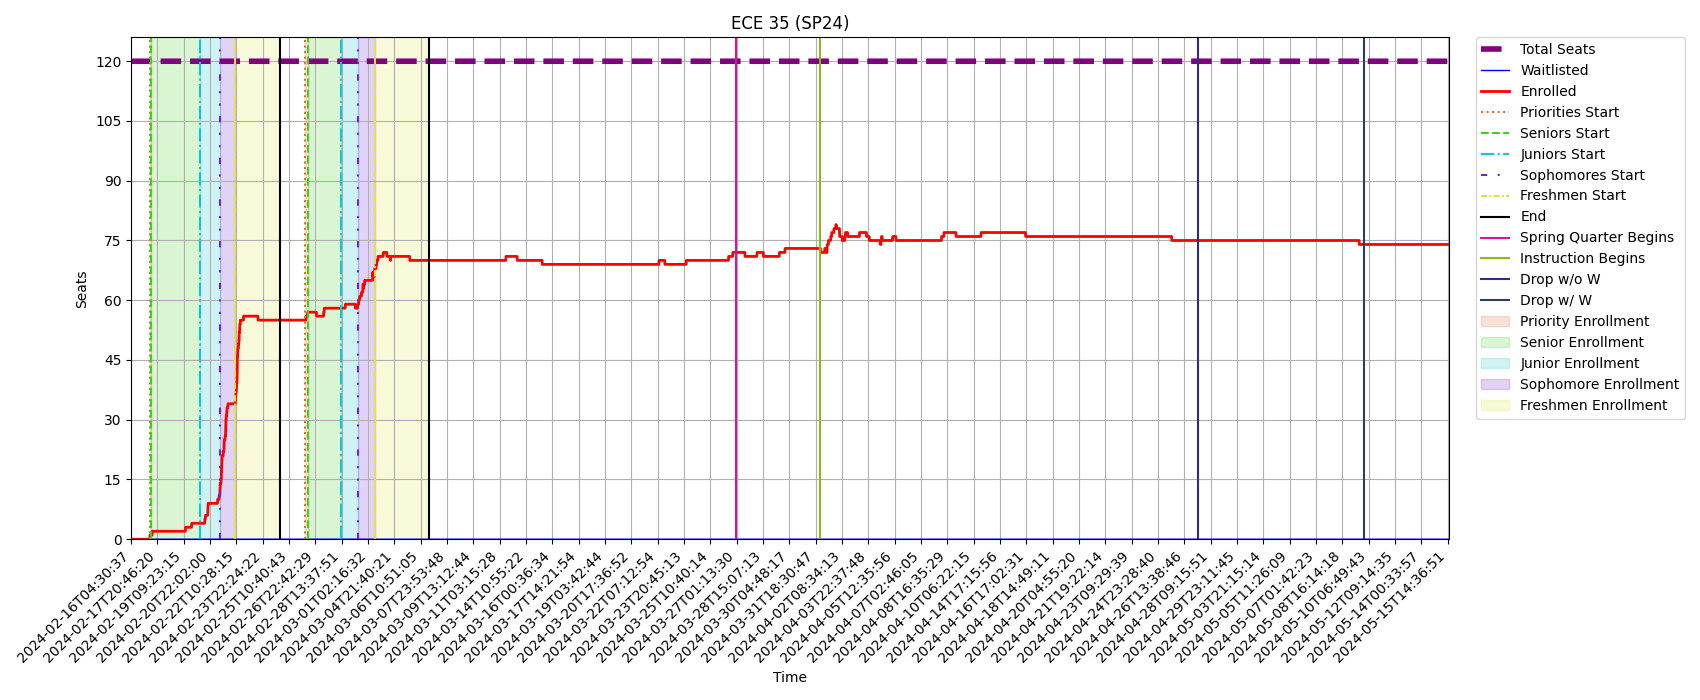 ECE 35 (SP24)
120
105
90
75
60
45
30
15
0
Seats
2024-02-16T04:30:37
2024-02-17T20:46:20
2024-02-19T09:23:15
2024-02-20T22:02:00
2024-02-22T10:28:15
2024-02-23T22:24:22
2024-02-25T10:40:43
2024-02-26T22:42:29
2024-02-28T13:37:51
2024-03-01T02:16:32
2024-03-04T21:40:21
2024-03-06T10:51:05
2024-03-07T23:53:48
2024-03-09T13:12:44
2024-03-11T03:15:28
2024-03-14T10:55:22
2024-03-16T00:36:34
2024-03-17T14:21:54
2024-03-19T03:42:44
2024-03-20T17:36:52
2024-03-22T07:12:54
2024-03-23T20:45:13
2024-03-25T10:40:14
2024-03-27T01:13:30
2024-03-28T15:07:13
2024-03-30T04:48:17
2024-03-31T18:30:47
2024-04-02T08:34:13
2024-04-03T22:37:48
2024-04-05T12:35:56
2024-04-07T02:46:05
2024-04-08T16:35:29
2024-04-10T06:22:15
2024-04-14T17:15:56
2024-04-16T17:02:31
2024-04-18T14:49:11
2024-04-20T04:55:20
2024-04-21T19:22:14
2024-04-23T09:29:39
2024-04-24T23:28:40
2024-04-26T13:38:46
2024-04-28T09:15:51
2024-04-29T23:11:45
2024-05-03T21:15:14
2024-05-05T11:26:09
2024-05-07T01:42:23
2024-05-08T16:14:18
2024-05-10T06:49:43
2024-05-12T09:14:35
2024-05-14T00:33:57
2024-05-15T14:36:51
Time
Total Seats
Waitlisted
Enrolled
Priorities Start
Seniors Start
Juniors Start
Sophomores Start
Freshmen Start
End
Spring Quarter Begins
Instruction Begins
Drop w/o W
Drop w/ W
Priority Enrollment
Senior Enrollment
Junior Enrollment
Sophomore Enrollment
Freshmen Enrollment